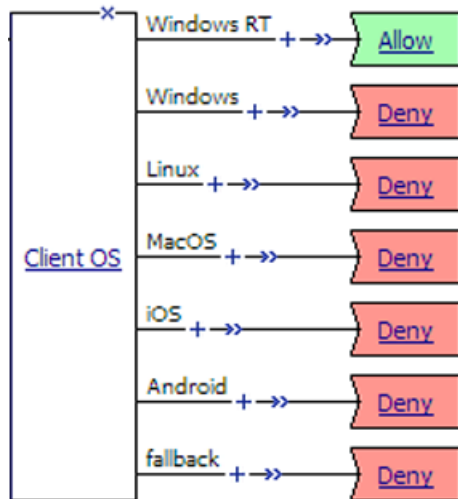 Windows RT
Allow
Windows
Deny
Linux
Deny
MacOS
Client OS
Deny
iOS
Deny
Android
Deny
fallback
Deny